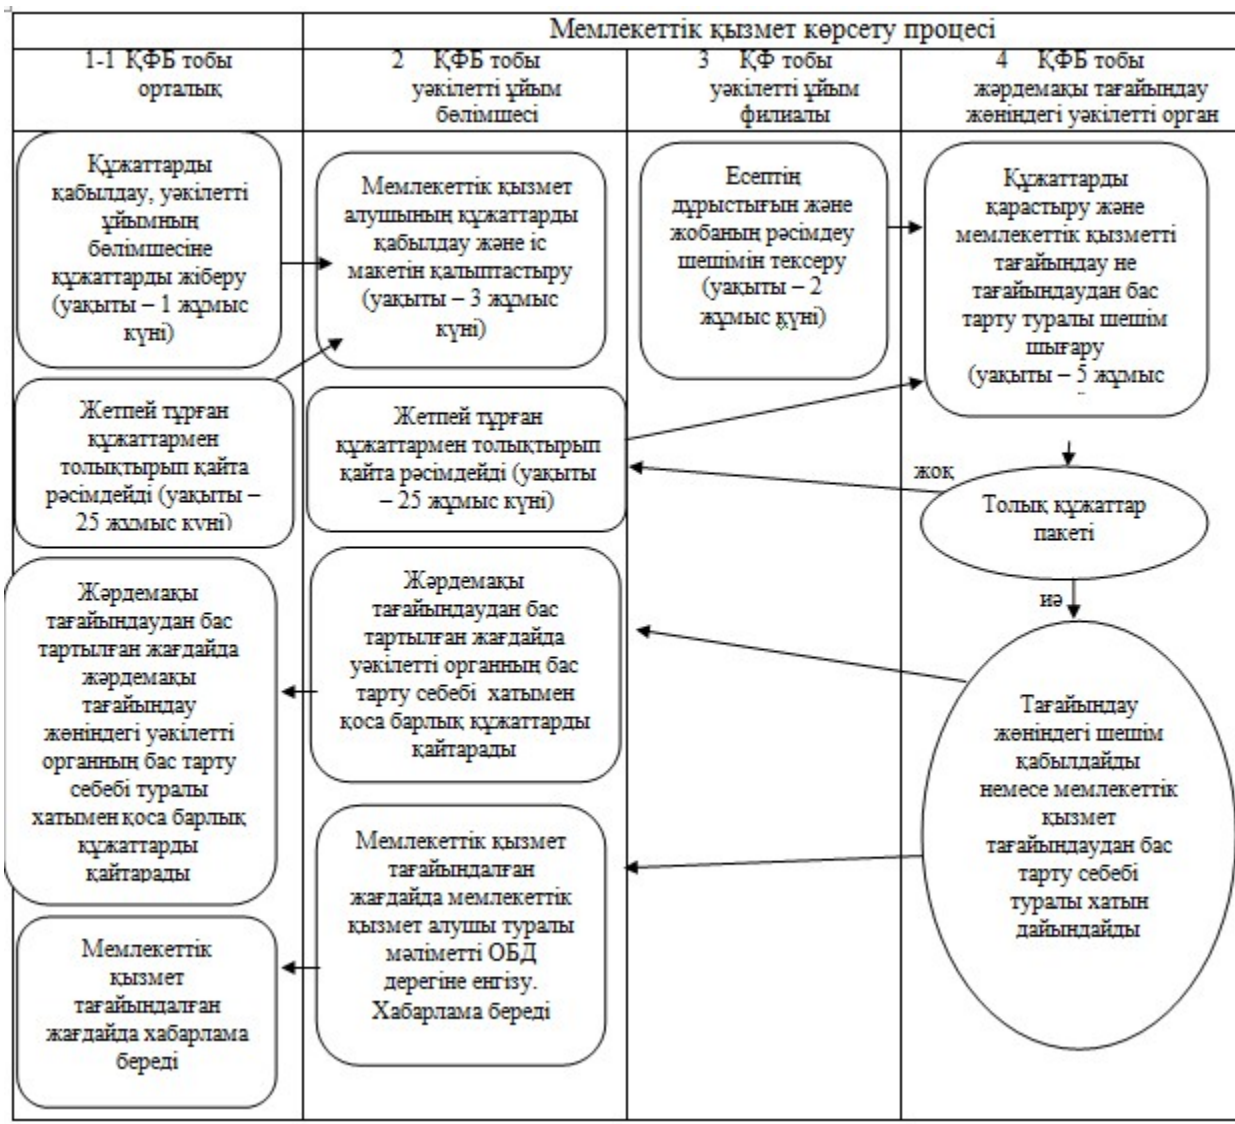 Мемлекеттік қызмет көрсету процесі
1-1 ҚФБ тобы
орталық
2 ҚФБ тобы
уәкілетті ұйым
бөлімшесі
3 ҚФ тобы
уәкілетті ұйым
филиалы
4 ҚФБ тобы
жәрдемақы тағайындау
жөніндегі уәкілетті орган
Құжаттарды
қабылдау, уәкілетті
ұйымның
бөлімшесіне
құжаттарды жіберу
(уақыты – 1 жұмыс
күні)
Мемлекеттік қызмет
алушының құжаттарды
қабылдау және іс
макетін қалыптастыру
(уақыты – 3 жұмыс
күні)
Есептің
дұрыстығын және
жобаның рәсімдеу
шешімін тексеру
(уақыты – 2
жұмыс күні)
Құжаттарды
қарастыру және
мемлекеттік қызметті
тағайындау не
тағайындаудан бас
тарту туралы шешім
шығару
(уақыты – 5 жұмыс
Жетпей тұрған
құжаттармен
толықтырып қайта
рәсімдейді (уақыты –
25 жұмыс күні)
Жетпей тұрған
құжаттармен толықтырып
қайта рәсімдейді (уақыты
– 25 жұмыс күні)
жоқ
Толық құжаттар
пакеті
иә
Жәрдемақы
тағайындаудан бас
тартылған жағдайда
жәрдемақы
тағайындау
жөніндегі уәкілетті
органның бас тарту
себебі туралы
хатымен қоса барлық
құжаттарды
қайтарады
Жәрдемақы
тағайындаудан бас
тартылған жағдайда
уәкілетті органның бас
тарту себебі хатымен
қоса барлық құжаттарды
қайтарады
Тағайындау
жөніндегі шешім
қабылдайды
немесе мемлекеттік
қызмет
тағайындаудан бас
тарту себебі
туралы хатын
дайындайды
Мемлекеттік қызмет
тағайындалған
жағдайда мемлекеттік
қызмет алушы туралы
мәліметті ОБД
дерегіне енгізу.
Хабарлама береді
Мемлекеттік
қызмет
тағайындалған
жағдайда хабарлама
береді